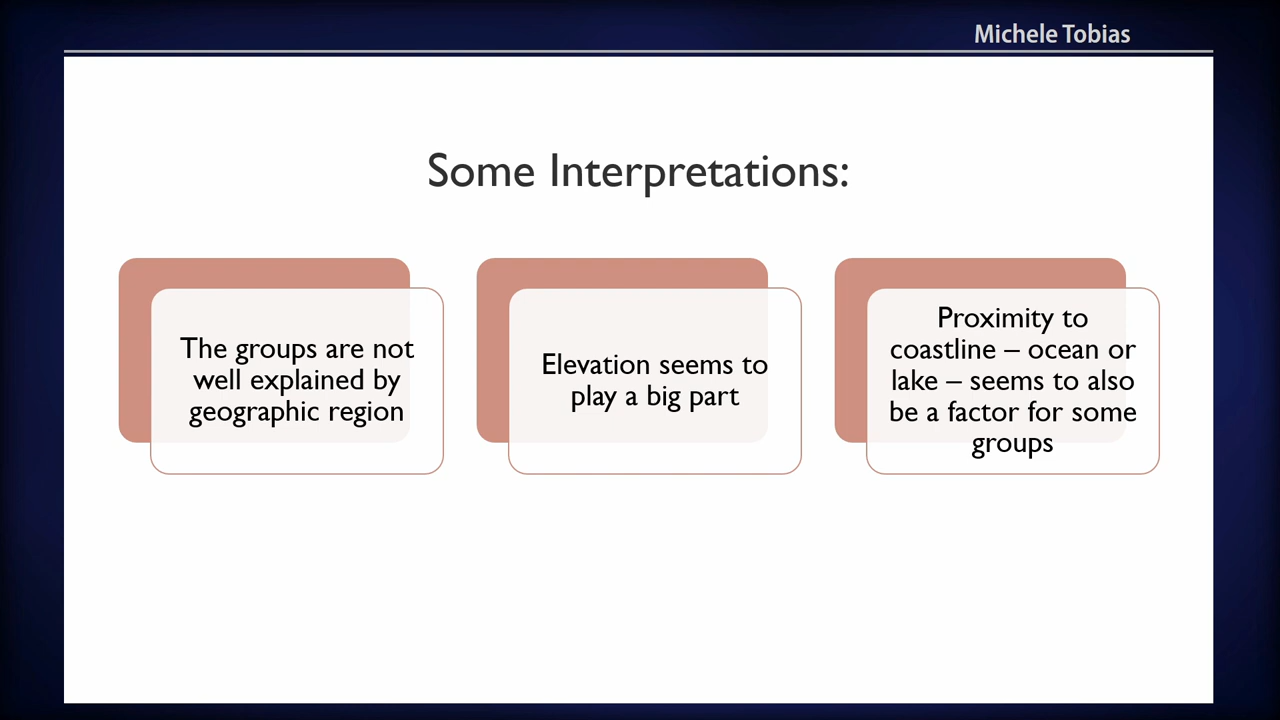 Michele Tobias
Some Interpretations:
The groups are not
well explained by
geographic region
Elevation seems to
play a big part
Proximity to
coastline – ocean or
lake – seems to also
be a factor for some
groups